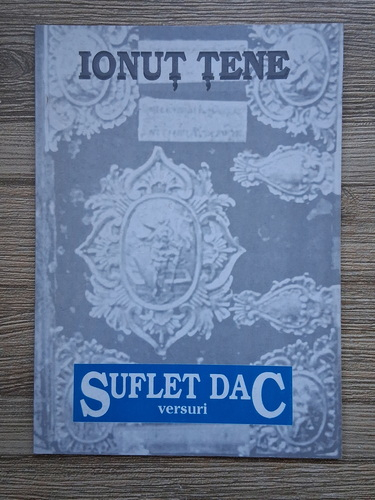 IONUȚ ȚENE
SUFLET DAC
versuri